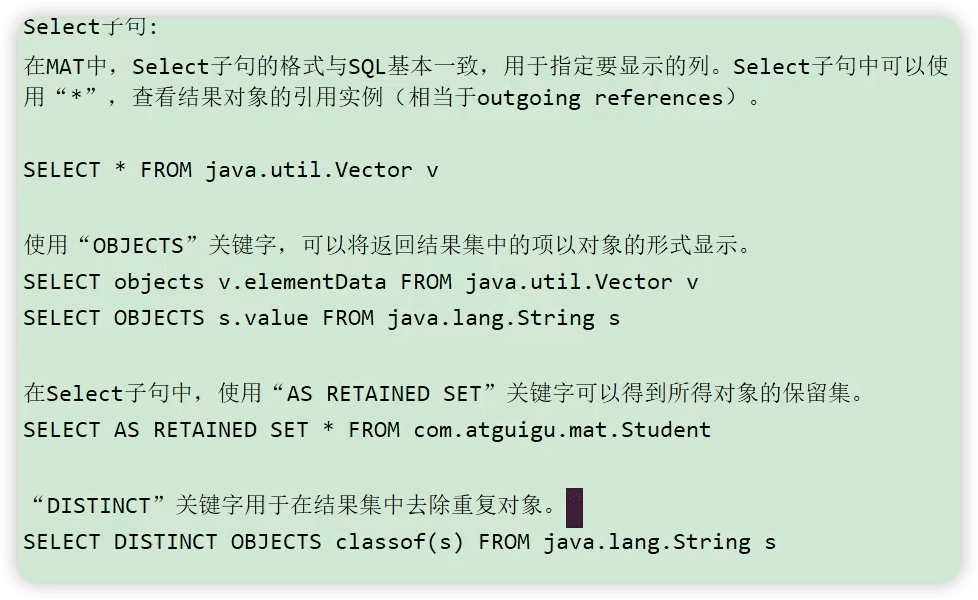 Select子句:
在MAT中，Select子句的格式与SQL基本一致，用于指定要显示的列。Select子句中可以使
用“*”，查看结果对象的引用实例（相当于outgoing references）。
SELECT * FROM java.util.Vector v
使用“OBJECTS”关键字，可以将返回结果集中的项以对象的形式显示。
SELECT objects v.elementData FROM java.util.Vector v
SELECT OBJECTS s.value FROM java.lang.String s
在Select子句中，使用“AS RETAINED SET”关键字可以得到所得对象的保留集。
SELECT AS RETAINED SET * FROM com.atguigu.mat.Student
“DISTINCT”关键字用于在结果集中去除重复对象。
SELECT DISTINCT OBJECTS classof(s) FROM java.lang.String s